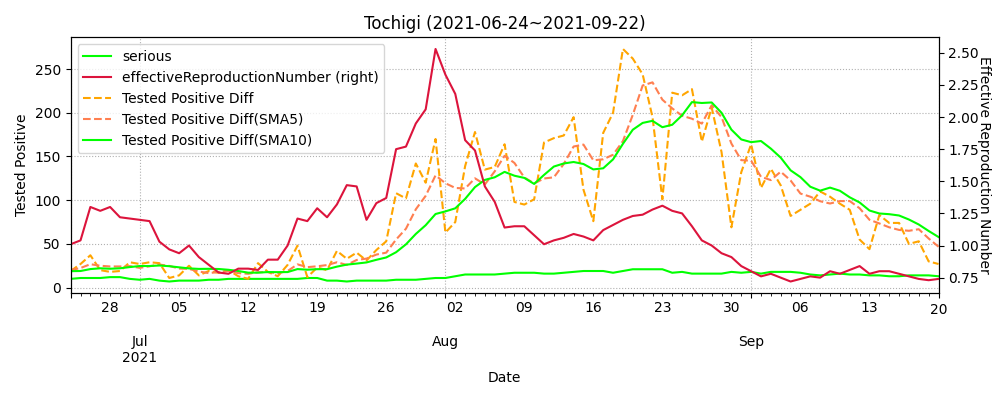 Tochigi (2021-06-24~2021-09-22)
serious
effectiveReproductionNumber (right)
Tested Positive Diff
Tested Positive Diff(SMA5)
Tested Positive Diff(SMA10)
Tested Positive
250
200
150
100
50
0
2.50
2.25
2.00
1.75
1.50
1.25
1.00
0.75
Effective Reproduction Number
28 05 12 19 26 02 09 16 23 30 06 13 20
Jul Aug Sep
2021
Date